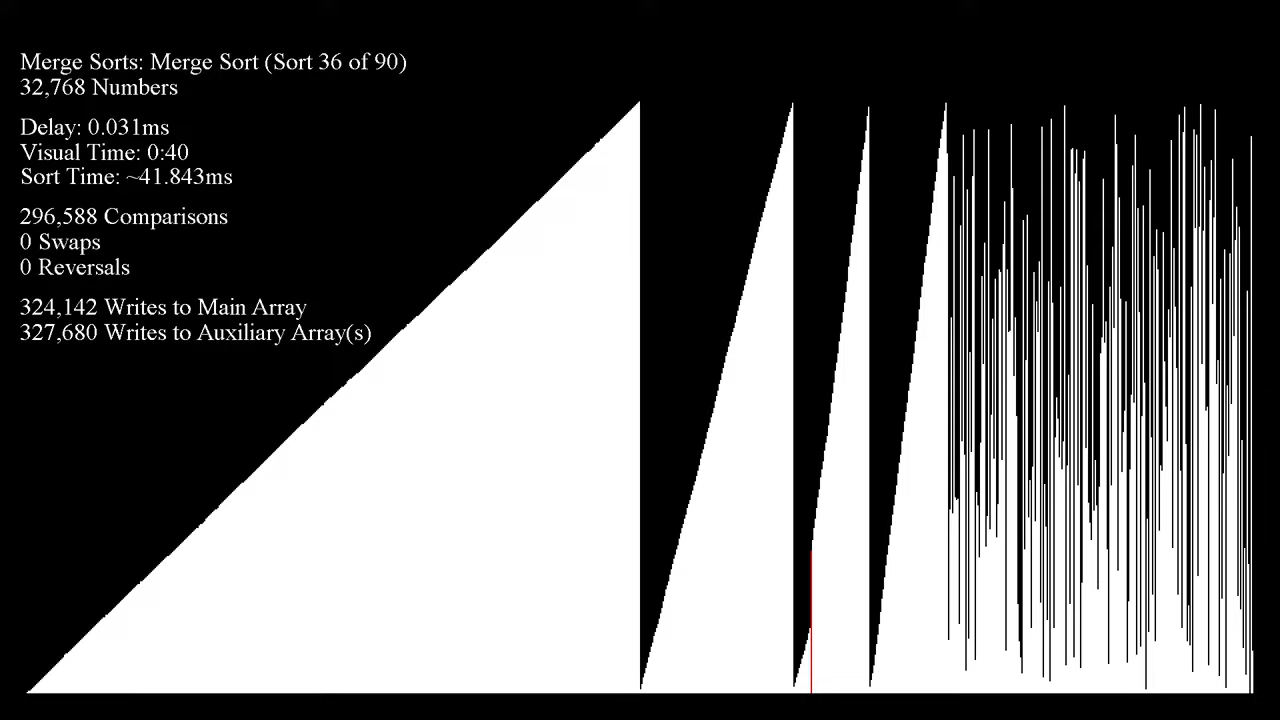 Merge Sorts: Merge Sort (Sort 36 of 90)
32,768 Numbers
Delay: 0.031ms
Visual Time: 0:40
Sort Time: ~41.843ms
296,588 Comparisons
0 Swaps
0 Reversals
324,142 Writes to Main Array
327,680 Writes to Auxiliary Array(s)